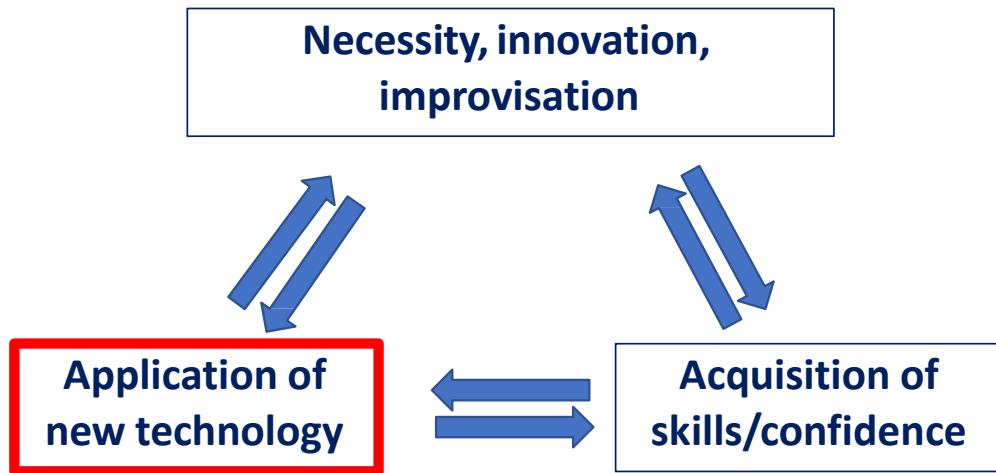 Necessity, innovation,
improvisation
Application of
new technology
Acquisition of
skills/confidence